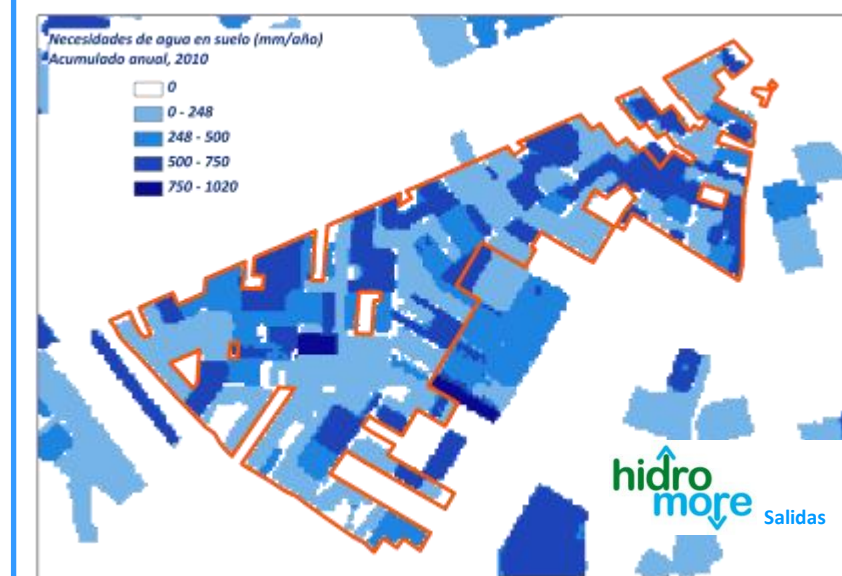 Necesidades de agua en suelo (mm/año)
Acumulado anual, 2010
0
0 - 248
248 - 500
500 - 750
750 - 1020
hidro
more
Salidas